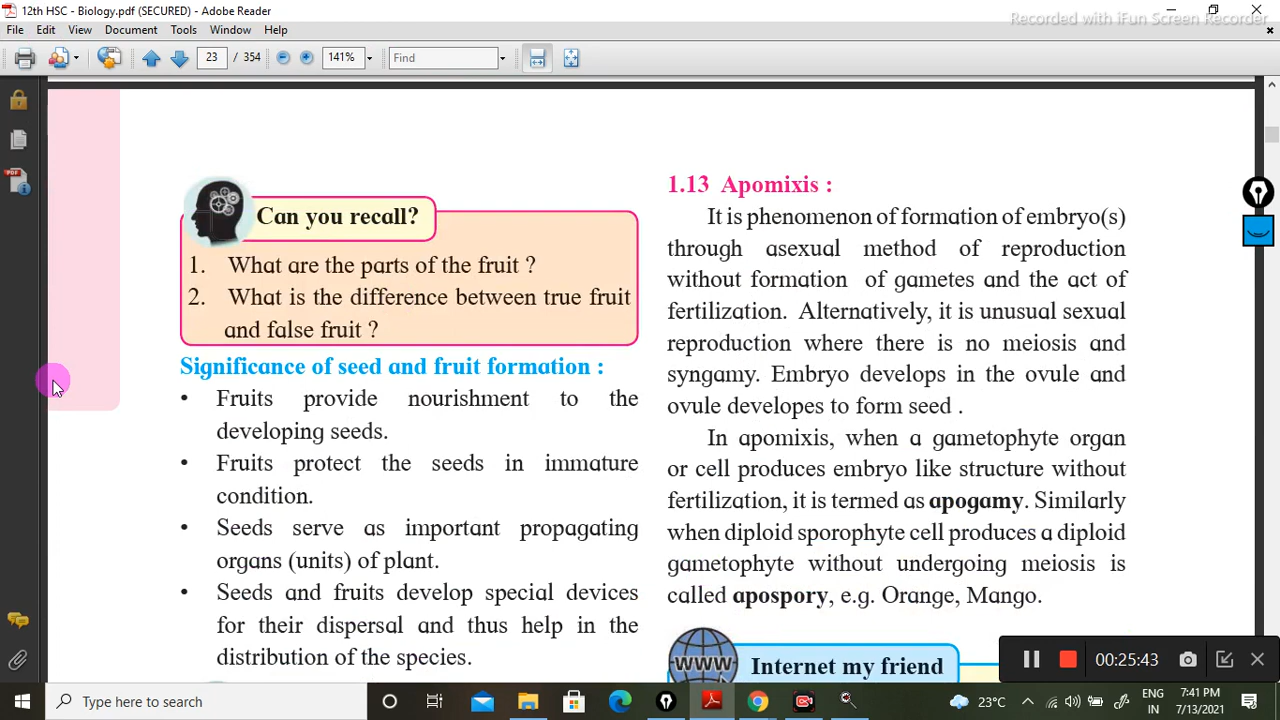 12th HSC - Biology.pdf (SECURED) - Adobe Reader
Recorded with iFun Screen Recorder
File Edit View Document Tools Window Help
23 / 354 141% Find
Can you recall?
1. What are the parts of the fruit ?
2. What is the difference between true fruit
and false fruit ?
Significance of seed and fruit formation :
• Fruits provide nourishment to the
developing seeds.
• Fruits protect the seeds in immature
condition.
• Seeds serve as important propagating
organs (units) of plant.
• Seeds and fruits develop special devices
for their dispersal and thus help in the
distribution of the species.
1.13 Apomixis :
It is phenomenon of formation of embryo(s)
through asexual method of reproduction
without formation of gametes and the act of
fertilization. Alternatively, it is unusual sexual
reproduction where there is no meiosis and
syngamy. Embryo develops in the ovule and
ovule developes to form seed .
In apomixis, when a gametophyte organ
or cell produces embryo like structure without
fertilization, it is termed as apogamy. Similarly
when diploid sporophyte cell produces a diploid
gametophyte without undergoing meiosis is
called apospory, e.g. Orange, Mango.
www
Internet my friend
00:25:43
Type here to search
23°C
ENG
IN
7:41 PM
7/13/2021